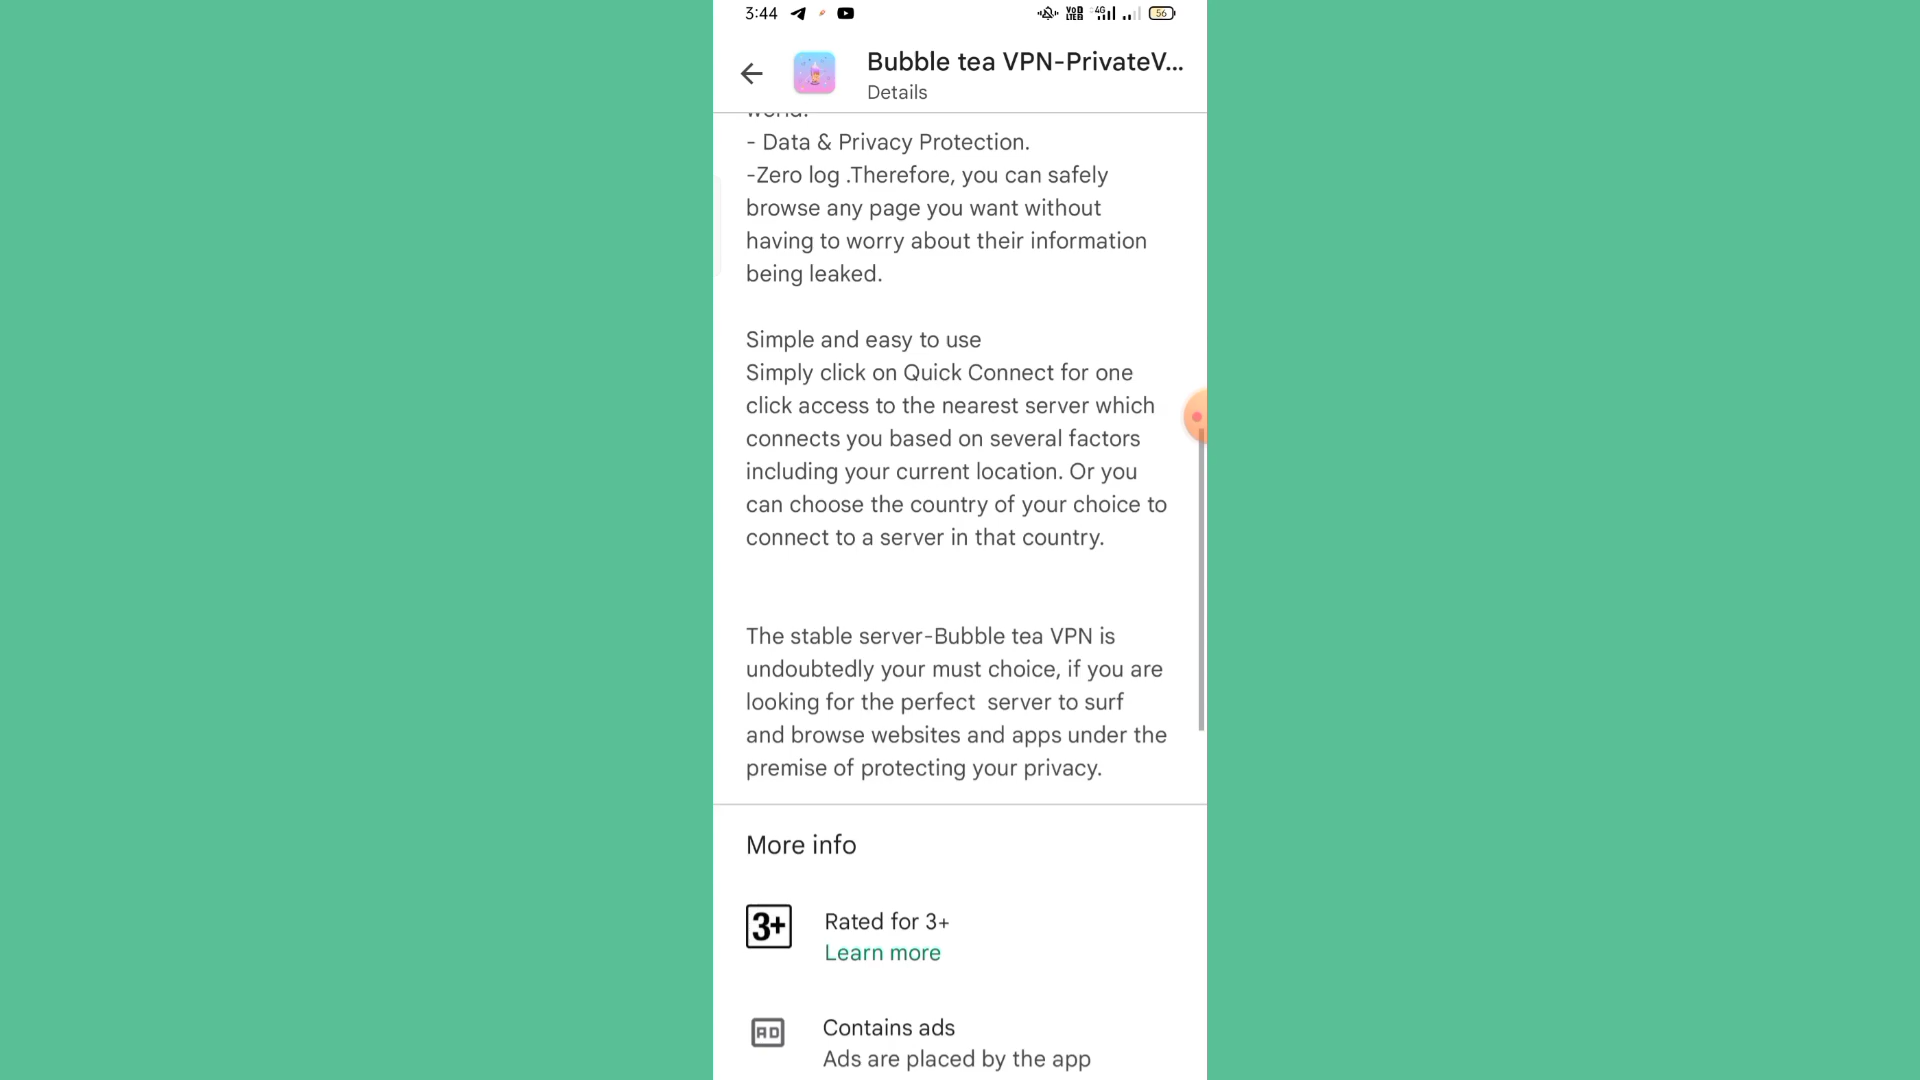 3:44
VoD
LTE
4G
56
Bubble tea VPN-PrivateV...
Details
world.
- Data & Privacy Protection.
-Zero log .Therefore, you can safely
browse any page you want without
having to worry about their information
being leaked.
Simple and easy to use
Simply click on Quick Connect for one
click access to the nearest server which
connects you based on several factors
including your current location. Or you
can choose the country of your choice to
connect to a server in that country.
The stable server-Bubble tea VPN is
undoubtedly your must choice, if you are
looking for the perfect  server to surf
and browse websites and apps under the
premise of protecting your privacy.
More info
3+
Rated for 3+
Learn more
AD
Contains ads
Ads are placed by the app